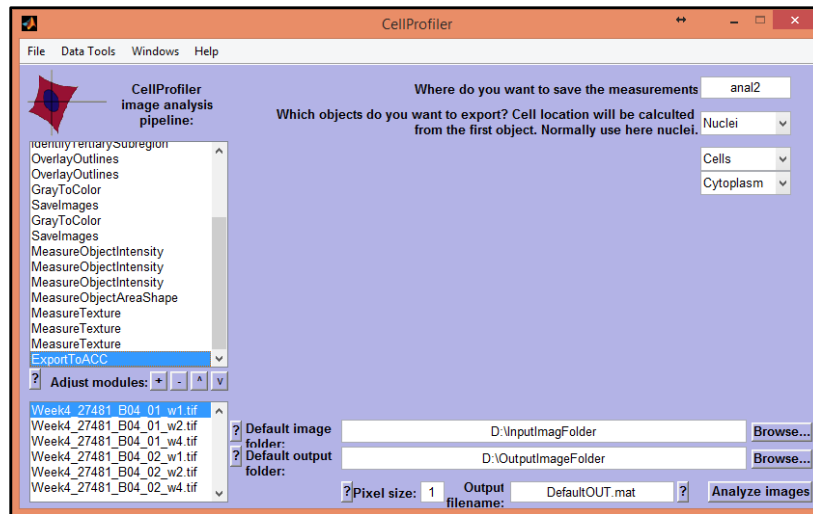 CellProfiler
File Data Tools Windows Help
CellProfiler
image analysis
pipeline:
Where do you want to save the measurements
anal2
Which objects do you want to export? Cell location will be calculted
from the first object. Normally use here nuclei.
Nuclei
Cells
Cytoplasm
IdentifyTertiarySubregion
OverlayOutlines
OverlayOutlines
GrayToColor
SaveImages
GrayToColor
SaveImages
MeasureObjectIntensity
MeasureObjectIntensity
MeasureObjectIntensity
MeasureObjectAreaShape
MeasureTexture
MeasureTexture
MeasureTexture
ExportToACC
? Adjust modules: + - ^ v
Week4_27481_B04_01_w1.tif
Week4_27481_B04_01_w2.tif
Week4_27481_B04_01_w4.tif
Week4_27481_B04_02_w1.tif
Week4_27481_B04_02_w2.tif
Week4_27481_B04_02_w4.tif
? Default image
folder:
D:\InputImagFolder
Browse...
? Default output
folder:
D:\OutputImageFolder
Browse...
? Pixel size: 1
Output
filename:
DefaultOUT.mat
?
Analyze images